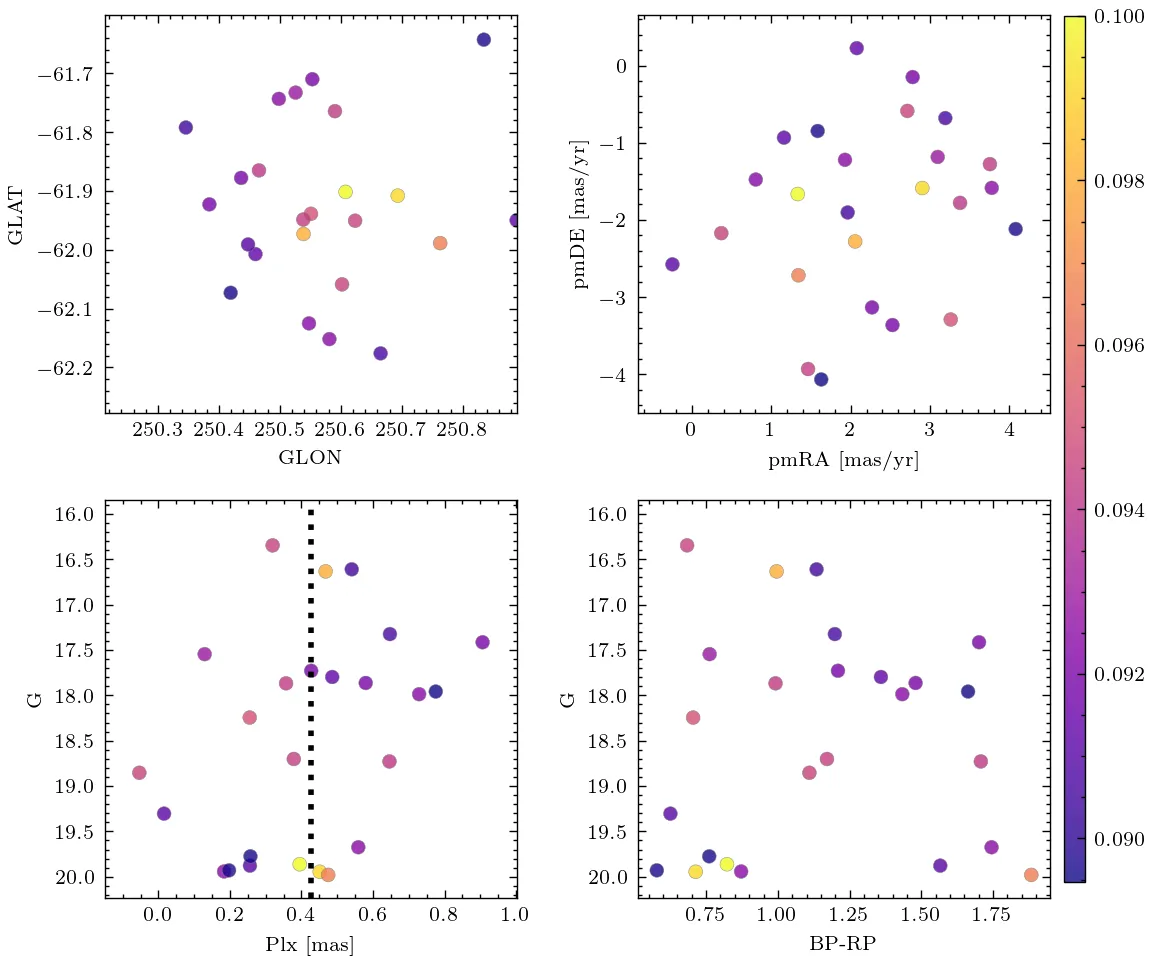 −61.7
−61.8
−61.9
−62.0
−62.1
−62.2
GLAT
250.3 250.4 250.5 250.6 250.7 250.8
GLON
0
−1
−2
−3
−4
pmDE [mas/yr]
0 1 2 3 4
pmRA [mas/yr]
0.100
0.098
0.096
0.094
0.092
0.090
16.0
16.5
17.0
17.5
18.0
18.5
19.0
19.5
20.0
G
0.0 0.2 0.4 0.6 0.8 1.0
Plx [mas]
16.0
16.5
17.0
17.5
18.0
18.5
19.0
19.5
20.0
G
0.75 1.00 1.25 1.50 1.75
BP-RP